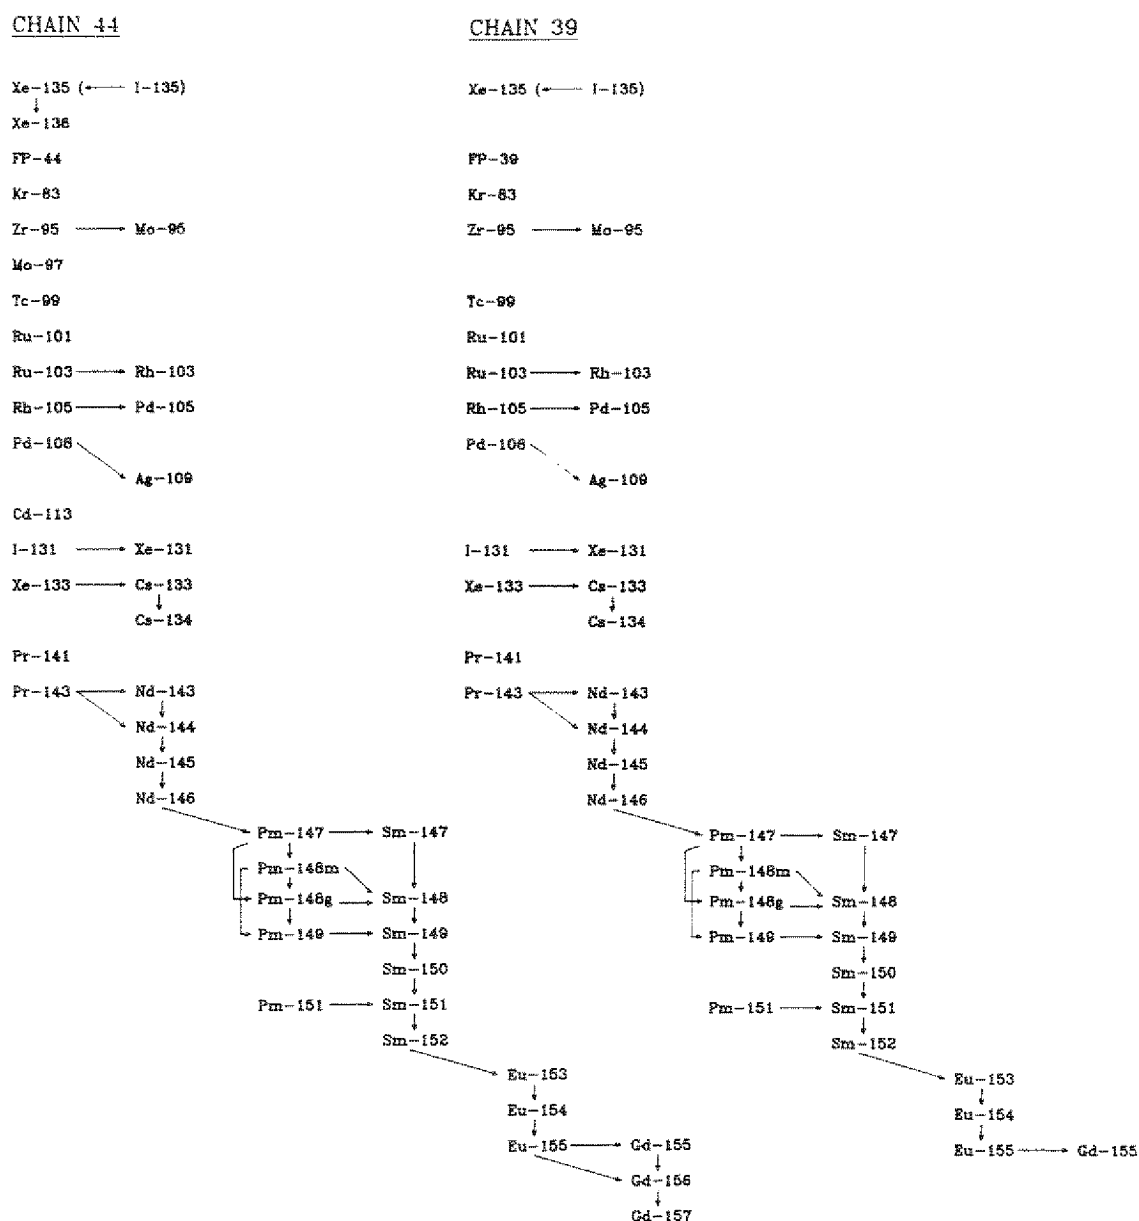 CHAIN 44 CHAIN 39
Xe-135 (← I-135) Xe-135 (← I-135)
Xe-136
FP-44 FP-39
Kr-83 Kr-83
Zr-95 → Mo-95 Zr-95 → Mo-95
Mo-97
Tc-99 Tc-99
Ru-101 Ru-101
Ru-103 → Rh-103 Ru-103 → Rh-103
Rh-105 → Pd-105 Rh-105 → Pd-105
Pd-108 Pd-108
Ag-109 Ag-109
Cd-113
I-131 → Xe-131 I-131 → Xe-131
Xe-133 → Cs-133 Xe-133 → Cs-133
Cs-134 Cs-134
Pr-141 Pr-141
Pr-143 → Nd-143 Pr-143 → Nd-143
Nd-144 Nd-144
Nd-145 Nd-145
Nd-146 Nd-146
Pm-147 → Sm-147 Pm-147 → Sm-147
Pm-148m Pm-148m
Pm-148g → Sm-148 Pm-148g → Sm-148
Pm-149 → Sm-149 Pm-149 → Sm-149
Sm-150 Sm-150
Pm-151 → Sm-151 Pm-151 → Sm-151
Sm-152 Sm-152
Eu-153 Eu-153
Eu-154 Eu-154
Eu-155 → Gd-155 Eu-155 → Gd-155
Gd-156
Gd-157